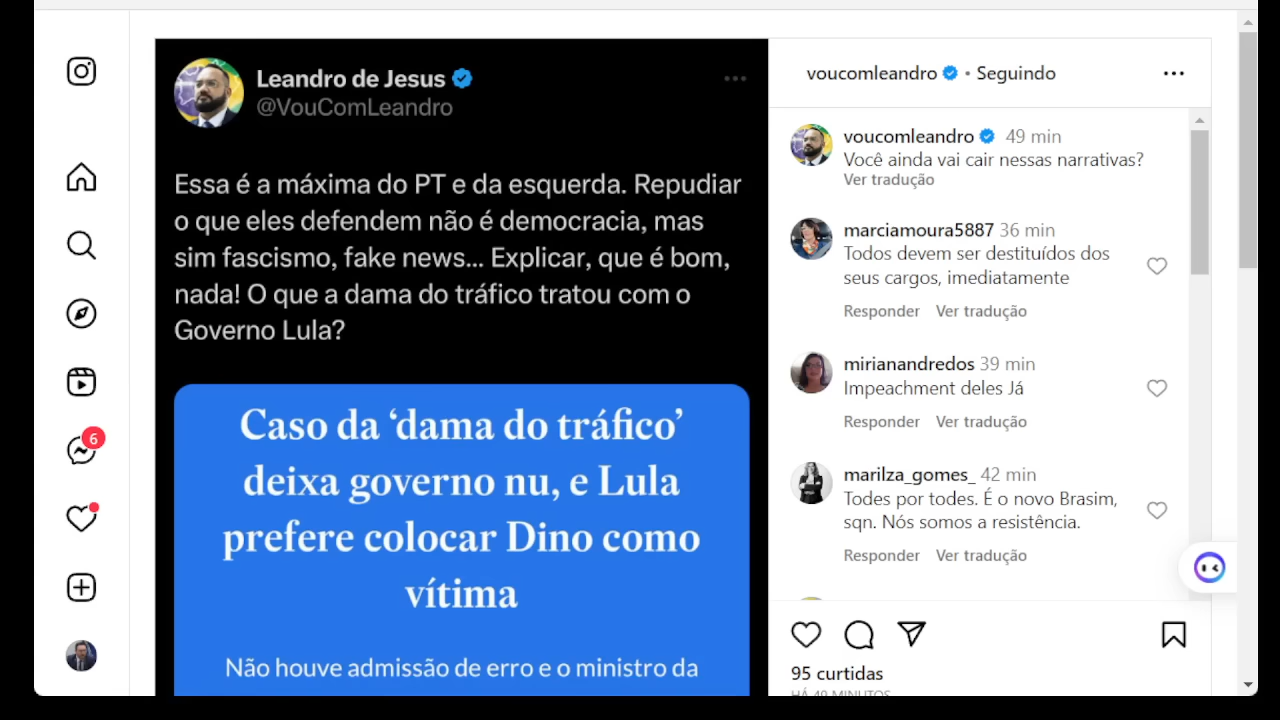 Leandro de Jesus
@VouComLeandro
Essa é a máxima do PT e da esquerda. Repudiar
o que eles defendem não é democracia, mas
sim fascismo, fake news... Explicar, que é bom,
nada! O que a dama do tráfico tratou com o
Governo Lula?
Caso da ‘dama do tráfico’
deixa governo nu, e Lula
prefere colocar Dino como
vítima
Não houve admissão de erro e o ministro da
6
voucomleandro • Seguindo
voucomleandro 49 min
Você ainda vai cair nessas narrativas?
Ver tradução
marciamoura5887 36 min
Todos devem ser destituídos dos
seus cargos, imediatamente
Responder Ver tradução
mirianandredos 39 min
Impeachment deles Já
Responder Ver tradução
marilza_gomes_ 42 min
Todes por todes. É o novo Brasim,
sqn. Nós somos a resistência.
Responder Ver tradução
95 curtidas
HÁ 49 MINUTOS